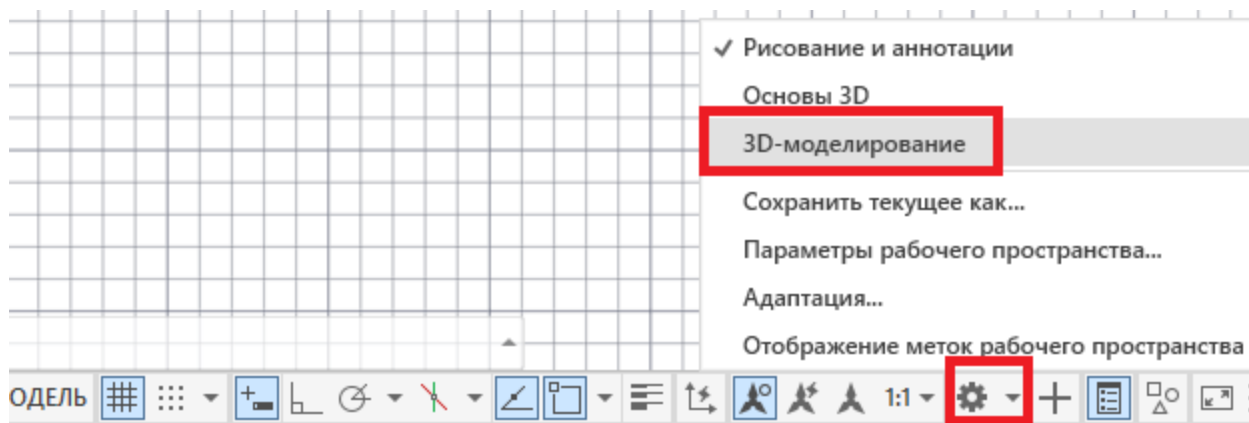 Рисование и аннотации
Основы 3D
3D-моделирование
Сохранить текущее как...
Параметры рабочего пространства...
Адаптация...
Отображение меток рабочего пространства
ОДЕЛЬ 1:1